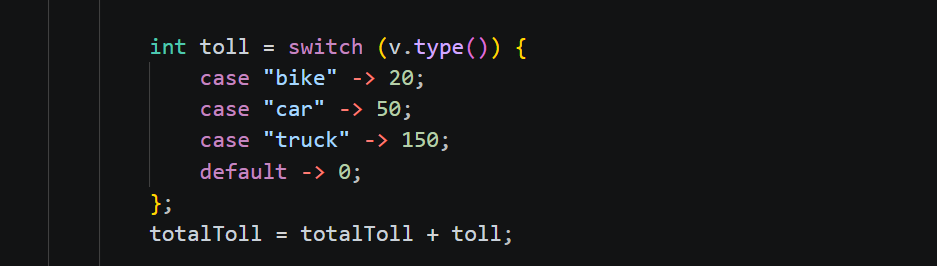 int toll = switch (v.type()) {
    case "bike" -> 20;
    case "car" -> 50;
    case "truck" -> 150;
    default -> 0;
};
totalToll = totalToll + toll;